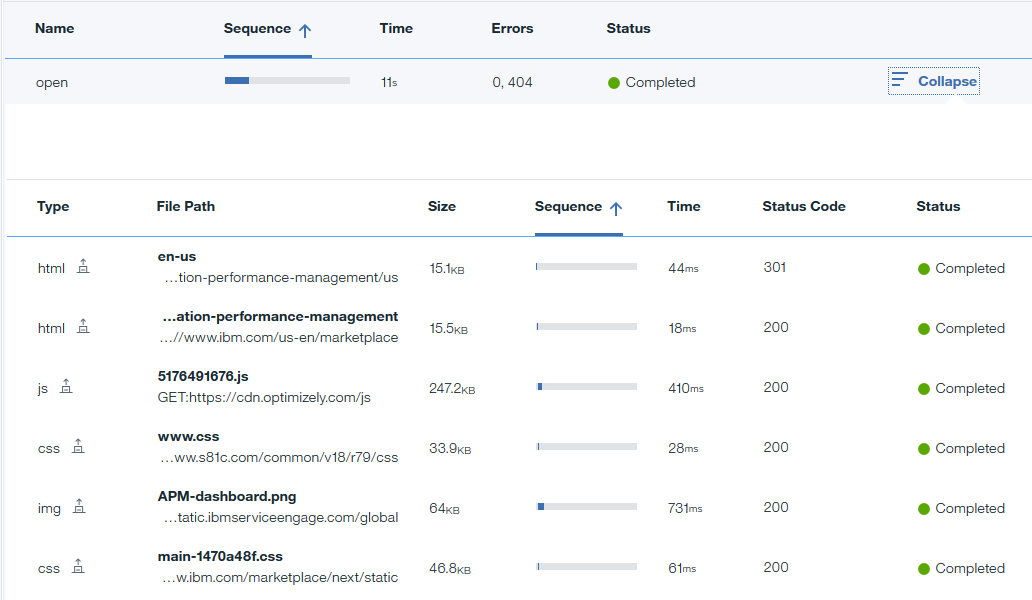 Name Sequence Time Errors Status
open 11s 0, 404 Completed Collapse
Type File Path Size Sequence Time Status Code Status
en-us
html 15.1KB 44ms 301 Completed
...tion-performance-management/us
...ation-performance-management
html 15.5KB 18ms 200 Completed
...//www.ibm.com/us-en/marketplace
5176491676.js
js 247.2KB 410ms 200 Completed
GET:https://cdn.optimizely.com/js
www.css
css 33.9KB 28ms 200 Completed
...ww.s81c.com/common/v18/r79/css
APM-dashboard.png
img 64KB 731ms 200 Completed
...tatic.ibmserviceengage.com/global
main-1470a48f.css
css 46.8KB 61ms 200 Completed
...w.ibm.com/marketplace/next/static